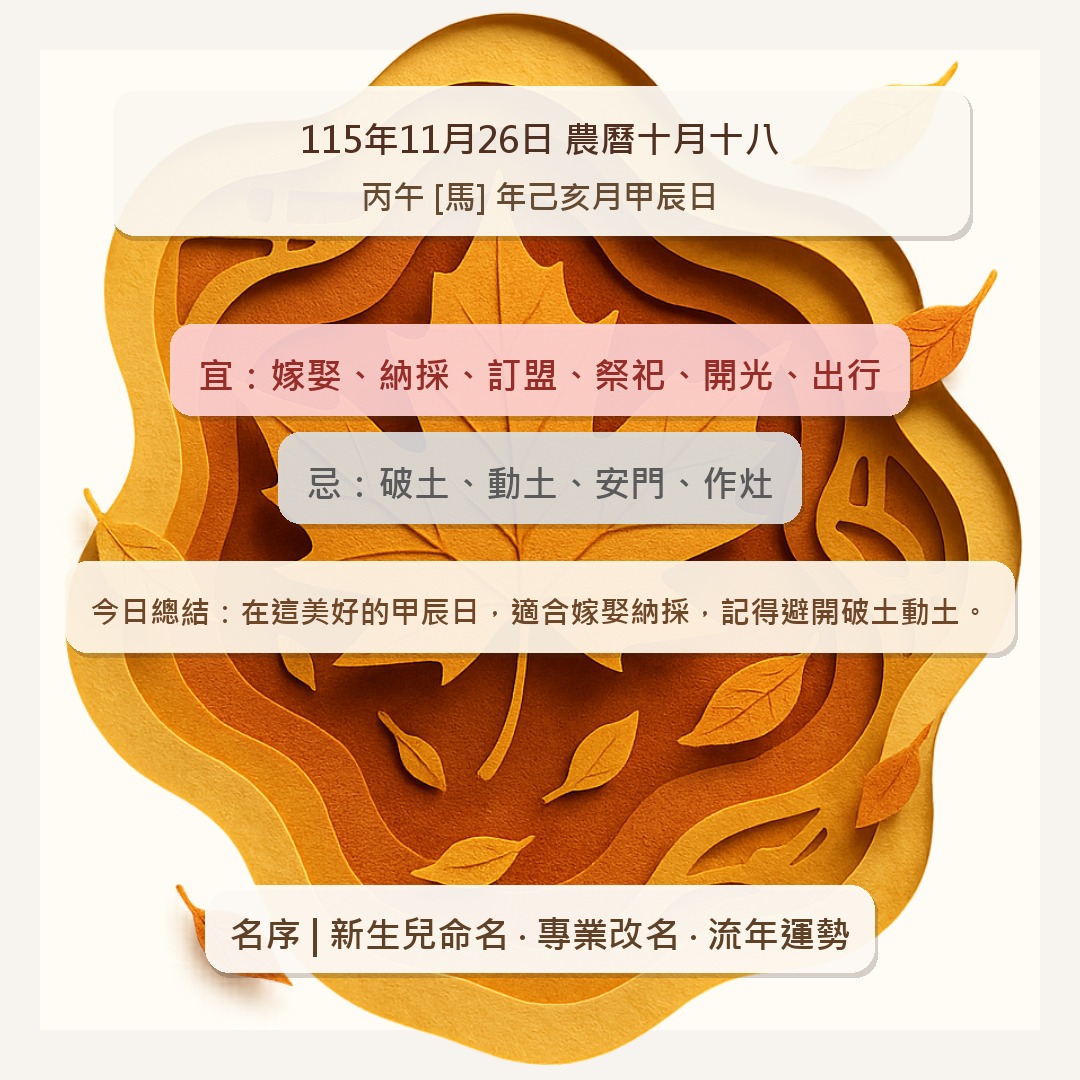 115年11月26日 農曆十月十八
丙午 [馬] 年己亥月甲辰日
宜：嫁娶、納採、訂盟、祭祀、開光、出行
忌：破土、動土、安門、作灶
今日總結：在這美好的甲辰日，適合嫁娶納採，記得避開破土動土。
名序 | 新生兒命名 · 專業改名 · 流年運勢